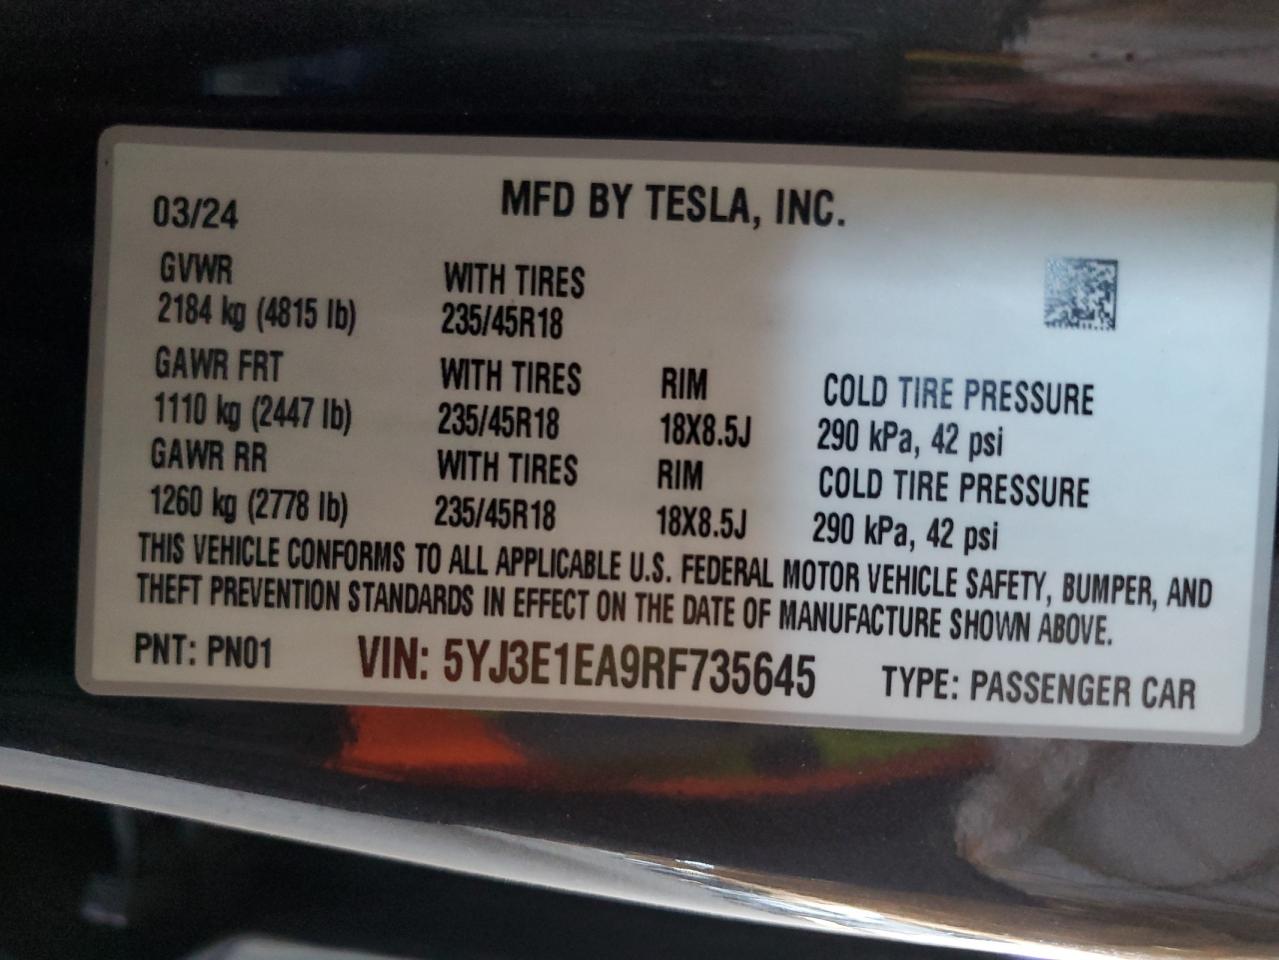 03/24 MFD BY TESLA, INC.
GVWR WITH TIRES
2184 kg (4815 lb) 235/45R18
GAWR FRT WITH TIRES RIM COLD TIRE PRESSURE
1110 kg (2447 lb) 235/45R18 18X8.5J 290 kPa, 42 psi
GAWR RR WITH TIRES RIM COLD TIRE PRESSURE
1260 kg (2778 lb) 235/45R18 18X8.5J 290 kPa, 42 psi
THIS VEHICLE CONFORMS TO ALL APPLICABLE U.S. FEDERAL MOTOR VEHICLE SAFETY, BUMPER, AND
THEFT PREVENTION STANDARDS IN EFFECT ON THE DATE OF MANUFACTURE SHOWN ABOVE.
PNT: PN01 VIN: 5YJ3E1EA9RF735645 TYPE: PASSENGER CAR